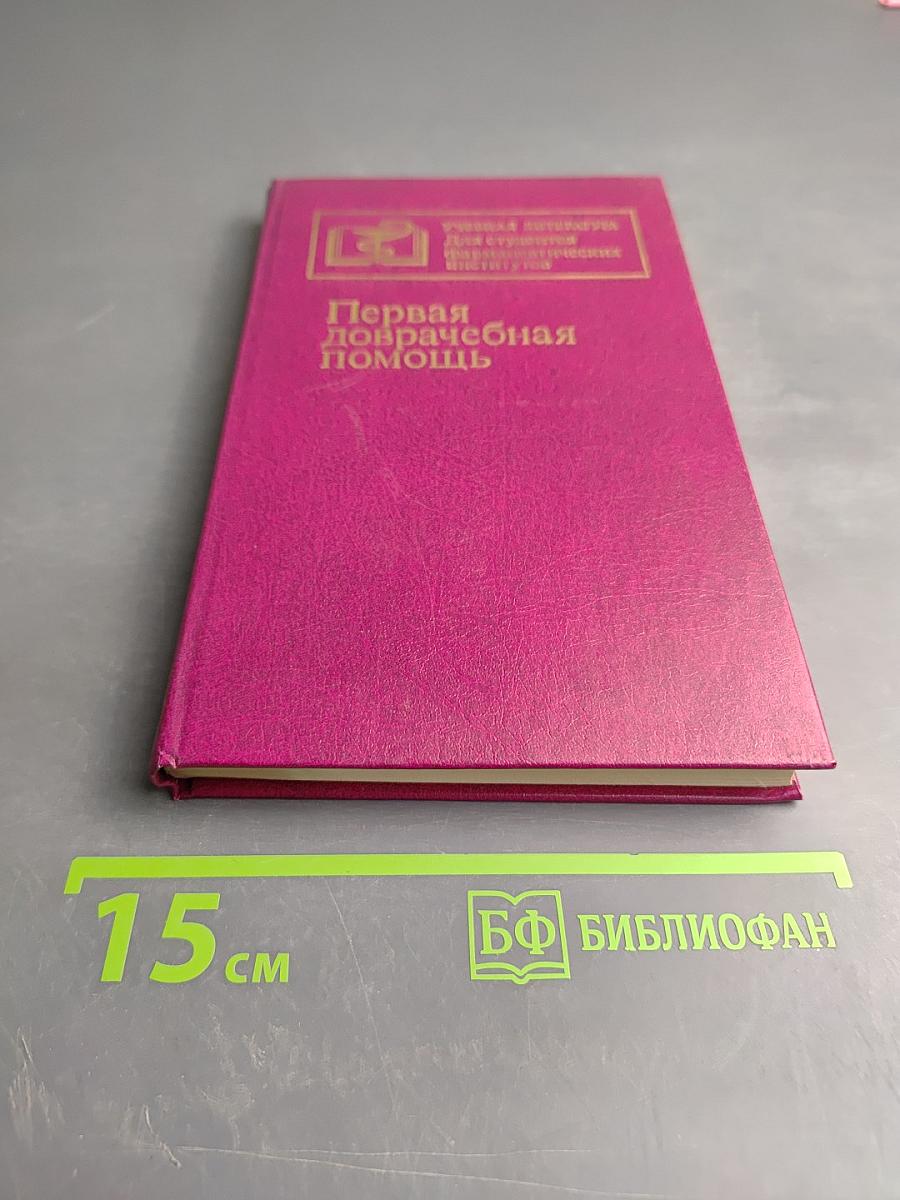 Учебная литература
Для студентов
фармацевтических
институтов
Первая
доврачебная
помощь
15 см
БФ БИБЛИОФАН